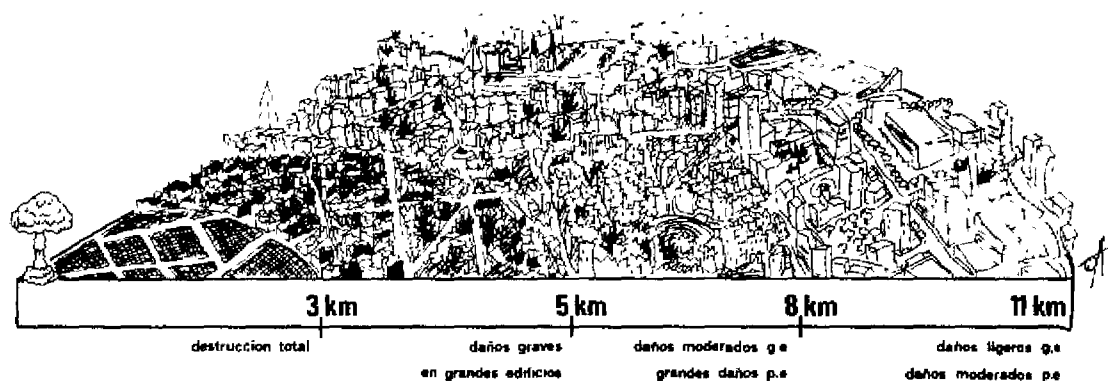 3 km 5 km 8 km 11 km
destruccion total daños graves daños moderados g.e daños ligeros g.e
en grandes edificios grandes daños p.e daños moderados p.e